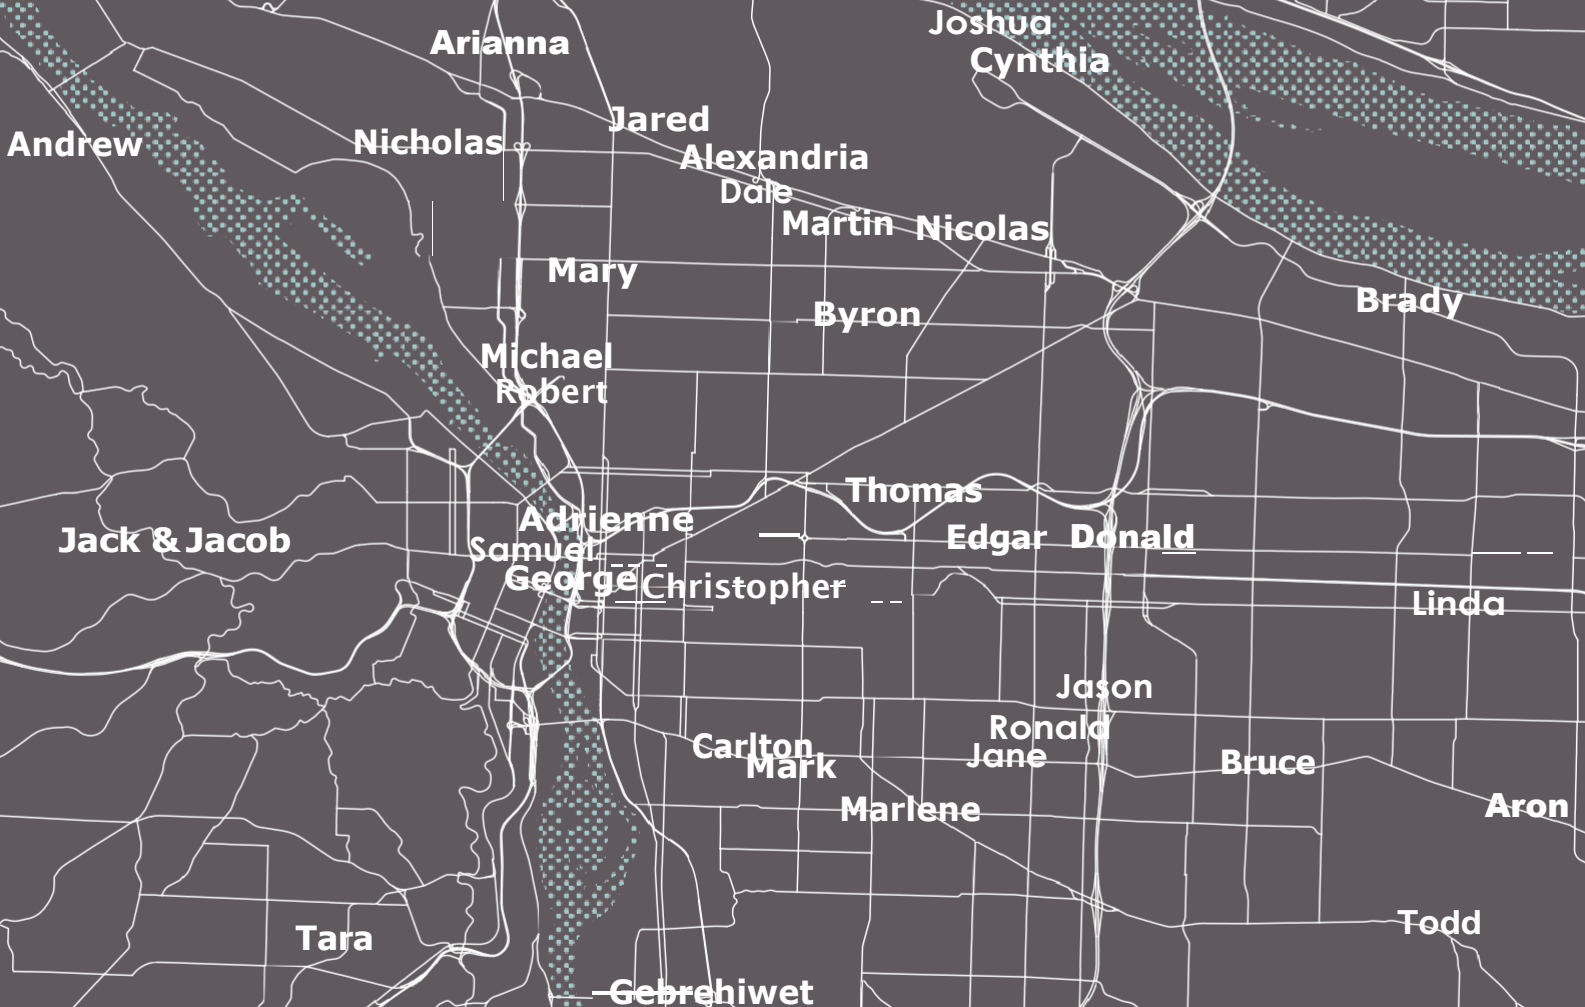 Joshua
Arianna
Cynthia
Jared
Andrew
Nicholas
Alexandria
Dale
Martin
Nicolas
Mary
Brady
Byron
Michael
Robert
Thomas
Adrienne
Jack & Jacob
Edgar
Donald
Samuel
George
Christopher
Linda
Jason
Ronald
Carlton
Jane
Mark
Bruce
Marlene
Aron
Todd
Tara
Gebrehiwet